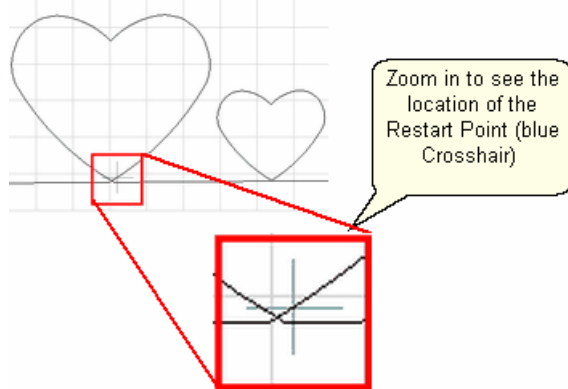 Zoom in to see the
location of the
Restart Point (blue
Crosshair)